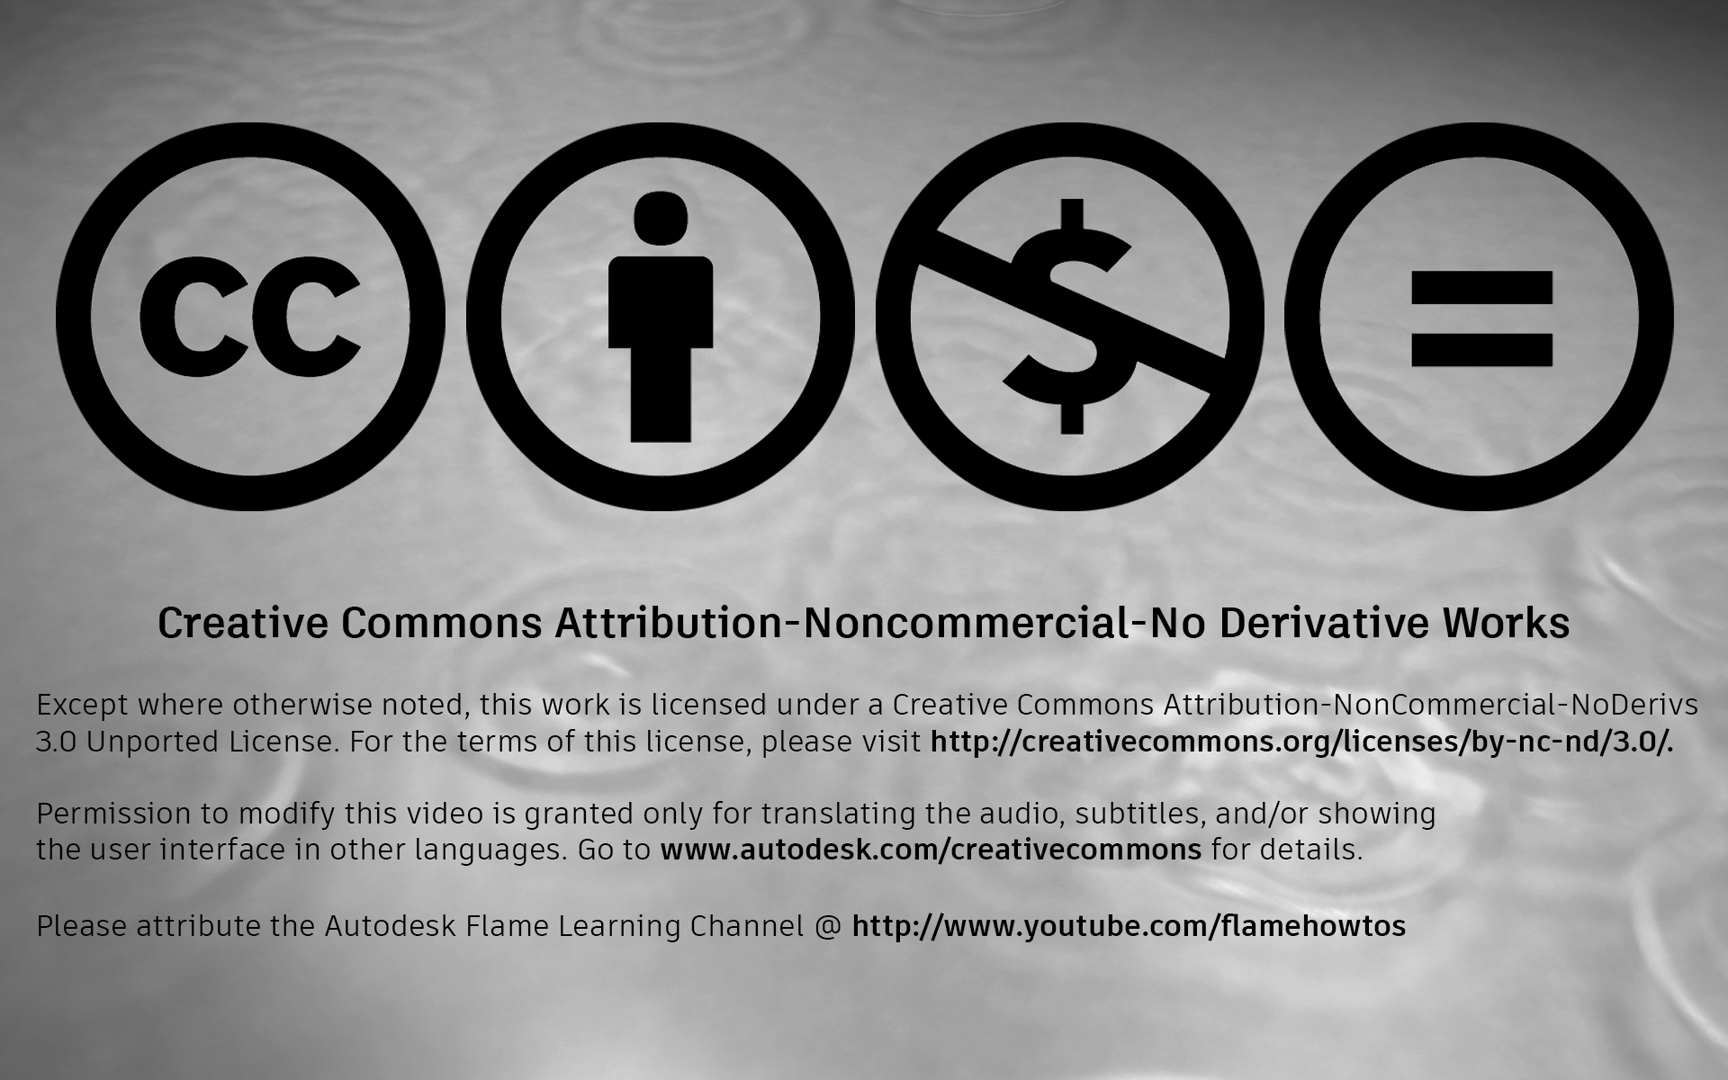 cc
$
=
Creative Commons Attribution-Noncommercial-No Derivative Works
Except where otherwise noted, this work is licensed under a Creative Commons Attribution-NonCommercial-NoDerivs
3.0 Unported License. For the terms of this license, please visit http://creativecommons.org/licenses/by-nc-nd/3.0/.
Permission to modify this video is granted only for translating the audio, subtitles, and/or showing
the user interface in other languages. Go to www.autodesk.com/creativecommons for details.
Please attribute the Autodesk Flame Learning Channel @ http://www.youtube.com/flamehowtos